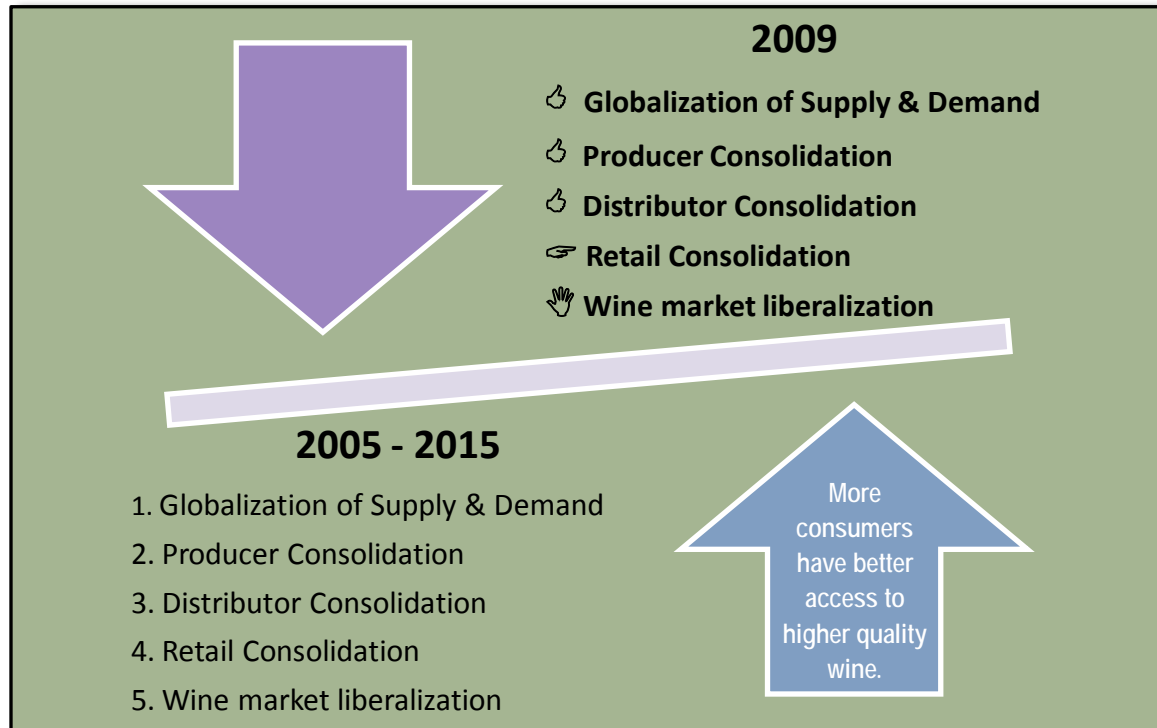 2009
Globalization of Supply & Demand
Producer Consolidation
Distributor Consolidation
Retail Consolidation
Wine market liberalization
2005 - 2015
1. Globalization of Supply & Demand
2. Producer Consolidation
3. Distributor Consolidation
4. Retail Consolidation
5. Wine market liberalization
More
consumers
have better
access to
higher quality
wine.